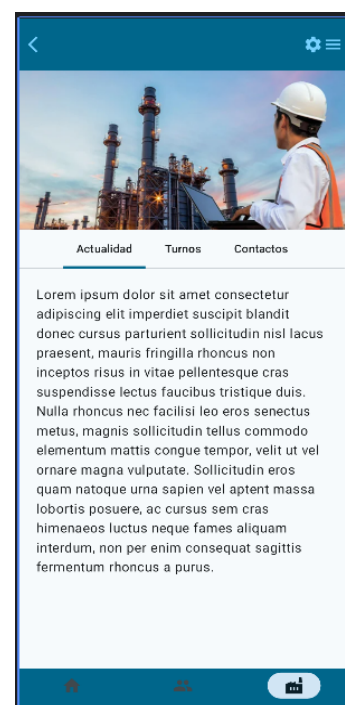 Actualidad Turnos Contactos
Lorem ipsum dolor sit amet consectetur
adipiscing elit imperdiet suscipit blandit
donec cursus parturient sollicitudin nisl lacus
praesent, mauris fringilla rhoncus non
inceptos risus in vitae pellentesque cras
suspendisse lectus faucibus tristique duis.
Nulla rhoncus nec facilisi leo eros senectus
metus, magnis sollicitudin tellus commodo
elementum mattis congue tempor, velit ut vel
ornare magna vulputate. Sollicitudin eros
quam natoque urna sapien vel aptent massa
lobortis posuere, ac cursus sem cras
himenaeos luctus neque fames aliquam
interdum, non per enim consequat sagittis
fermentum rhoncus a purus.